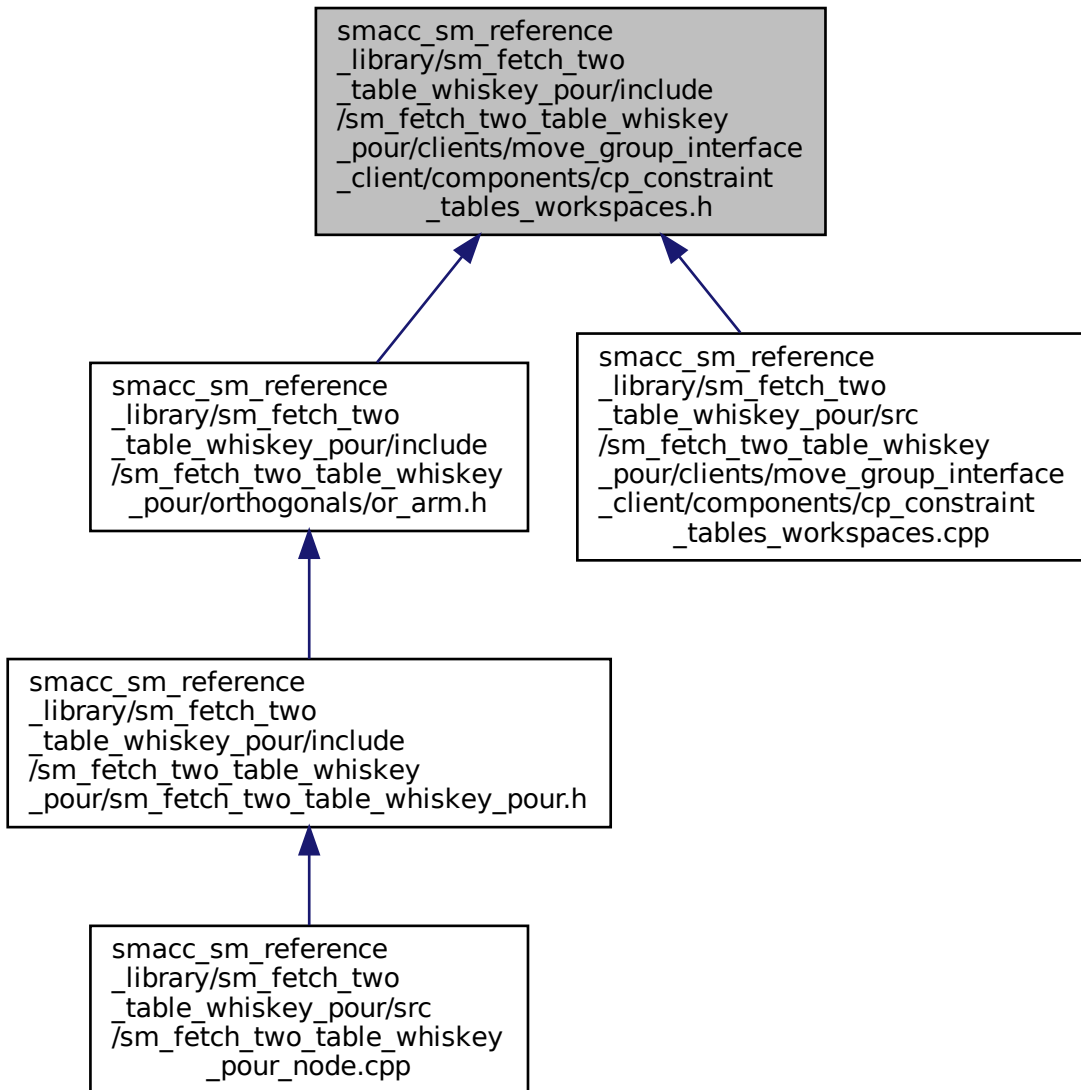 smacc_sm_reference
_library/sm_fetch_two
_table_whiskey_pour/include
/sm_fetch_two_table_whiskey
_pour/clients/move_group_interface
_client/components/cp_constraint
_tables_workspaces.h
smacc_sm_reference
_library/sm_fetch_two
_table_whiskey_pour/include
/sm_fetch_two_table_whiskey
_pour/orthogonals/or_arm.h
smacc_sm_reference
_library/sm_fetch_two
_table_whiskey_pour/src
/sm_fetch_two_table_whiskey
_pour/clients/move_group_interface
_client/components/cp_constraint
_tables_workspaces.cpp
smacc_sm_reference
_library/sm_fetch_two
_table_whiskey_pour/include
/sm_fetch_two_table_whiskey
_pour/sm_fetch_two_table_whiskey_pour.h
smacc_sm_reference
_library/sm_fetch_two
_table_whiskey_pour/src
/sm_fetch_two_table_whiskey
_pour_node.cpp